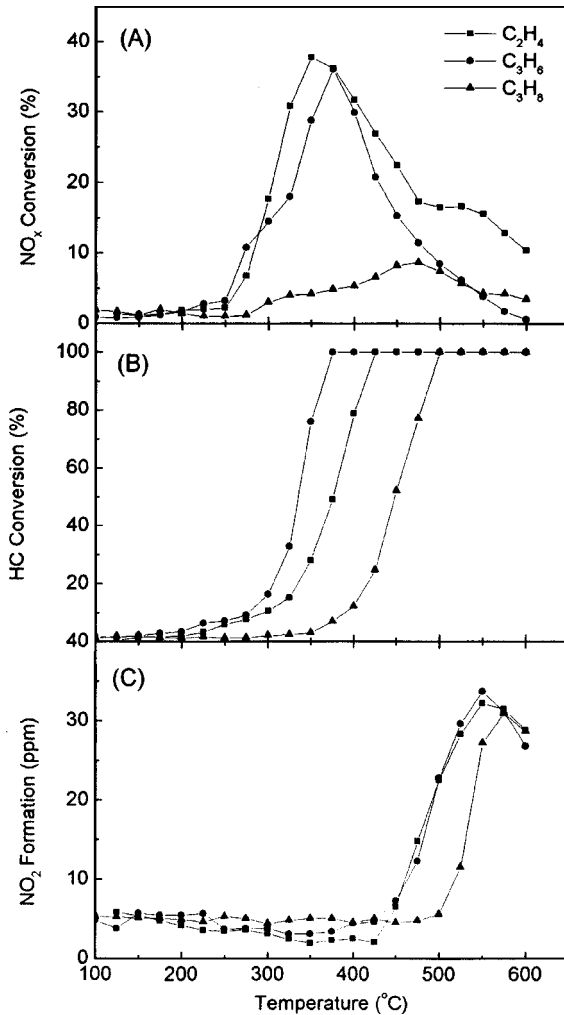 (A)
C₂H₄
C₃H₆
C₃H₈
NOₓ Conversion (%)
40
30
20
10
0
(B)
HC Conversion (%)
100
80
60
40
20
(C)
NO₂ Formation (ppm)
40
30
20
10
0
100 200 300 400 500 600
Temperature (°C)